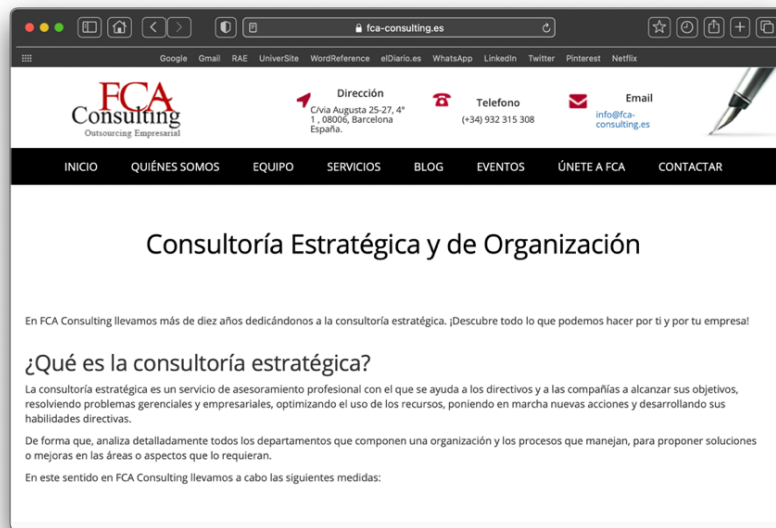 fca-consulting.es
Google Gmail RAE UniverSite WordReference elDiario.es WhatsApp LinkedIn Twitter Pinterest Netflix
FCA
Consulting
Outsourcing Empresarial
Dirección
C/via Augusta 25-27, 4°
1 , 08006, Barcelona
España.
Telefono
(+34) 932 315 308
Email
info@fca-
consulting.es
INICIO QUIÉNES SOMOS EQUIPO SERVICIOS BLOG EVENTOS ÚNETE A FCA CONTACTAR
Consultoría Estratégica y de Organización
En FCA Consulting llevamos más de diez años dedicándonos a la consultoría estratégica. ¡Descubre todo lo que podemos hacer por ti y por tu empresa!
¿Qué es la consultoría estratégica?
La consultoría estratégica es un servicio de asesoramiento profesional con el que se ayuda a los directivos y a las compañías a alcanzar sus objetivos,
resolviendo problemas gerenciales y empresariales, optimizando el uso de los recursos, poniendo en marcha nuevas acciones y desarrollando sus
habilidades directivas.
De forma que, analiza detalladamente todos los departamentos que componen una organización y los procesos que manejan, para proponer soluciones
o mejoras en las áreas o aspectos que lo requieran.
En este sentido en FCA Consulting llevamos a cabo las siguientes medidas: